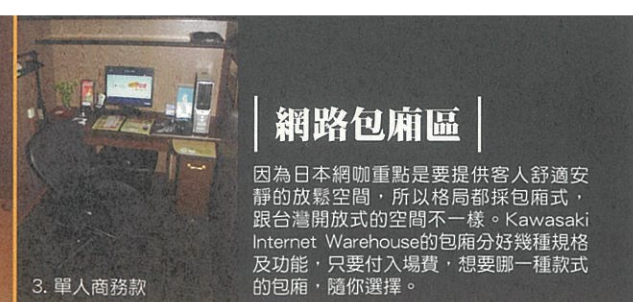 網路包廂區
因為日本網咖重點是要提供客人舒適安
靜的放鬆空間，所以格局都採包廂式，
跟台灣開放式的空間不一樣。Kawasaki
Internet Warehouse的包廂分好幾種規格
及功能，只要付入場費，想要哪一種款式
的包廂，隨你選擇。
3. 單人商務款